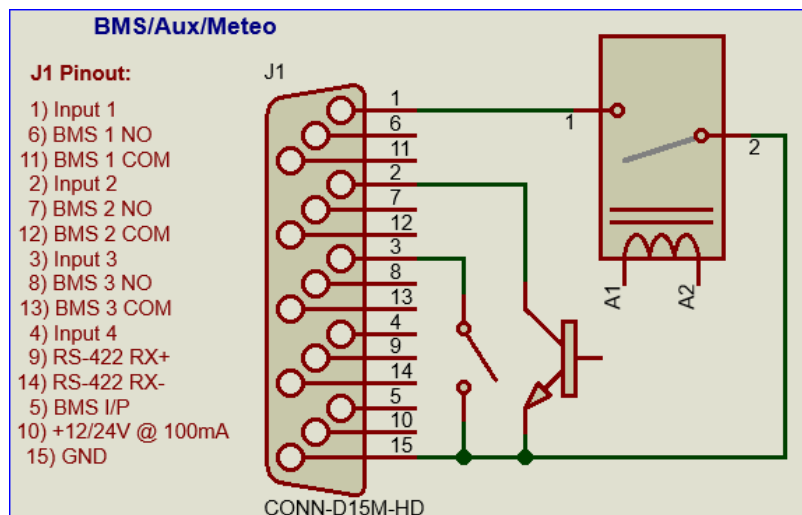 BMS/Aux/Meteo
J1 Pinout:
1) Input 1
6) BMS 1 NO
11) BMS 1 COM
2) Input 2
7) BMS 2 NO
12) BMS 2 COM
3) Input 3
8) BMS 3 NO
13) BMS 3 COM
4) Input 4
9) RS-422 RX+
14) RS-422 RX-
5) BMS I/P
10) +12/24V @ 100mA
15) GND
J1
1
6
11
2
7
12
3
8
13
4
9
14
5
10
15
CONN-D15M-HD
1
2
A1
A2